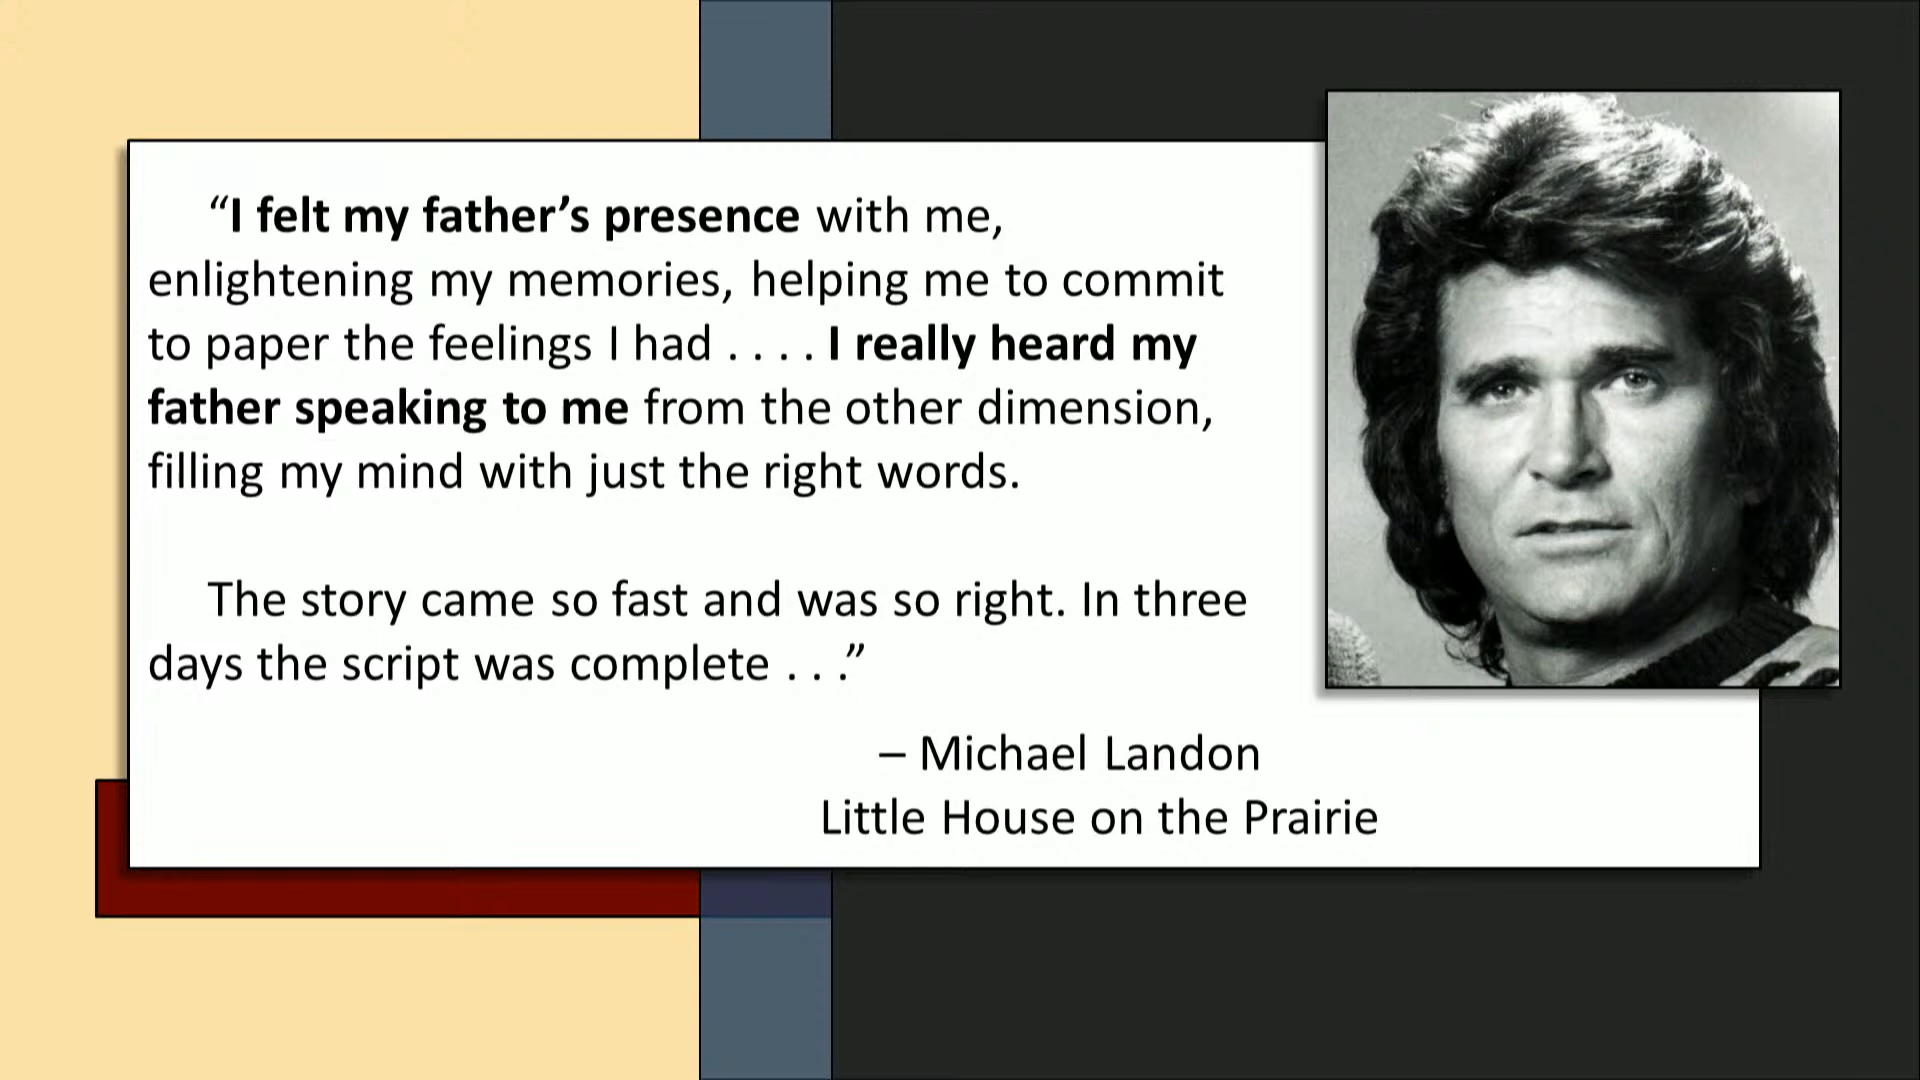 “I felt my father’s presence with me,
enlightening my memories, helping me to commit
to paper the feelings I had . . . . I really heard my
father speaking to me from the other dimension,
filling my mind with just the right words.
The story came so fast and was so right. In three
days the script was complete . . .”
– Michael Landon
Little House on the Prairie